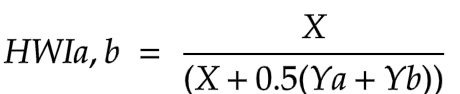 HWIa, b = X / (X + 0.5(Ya + Yb))